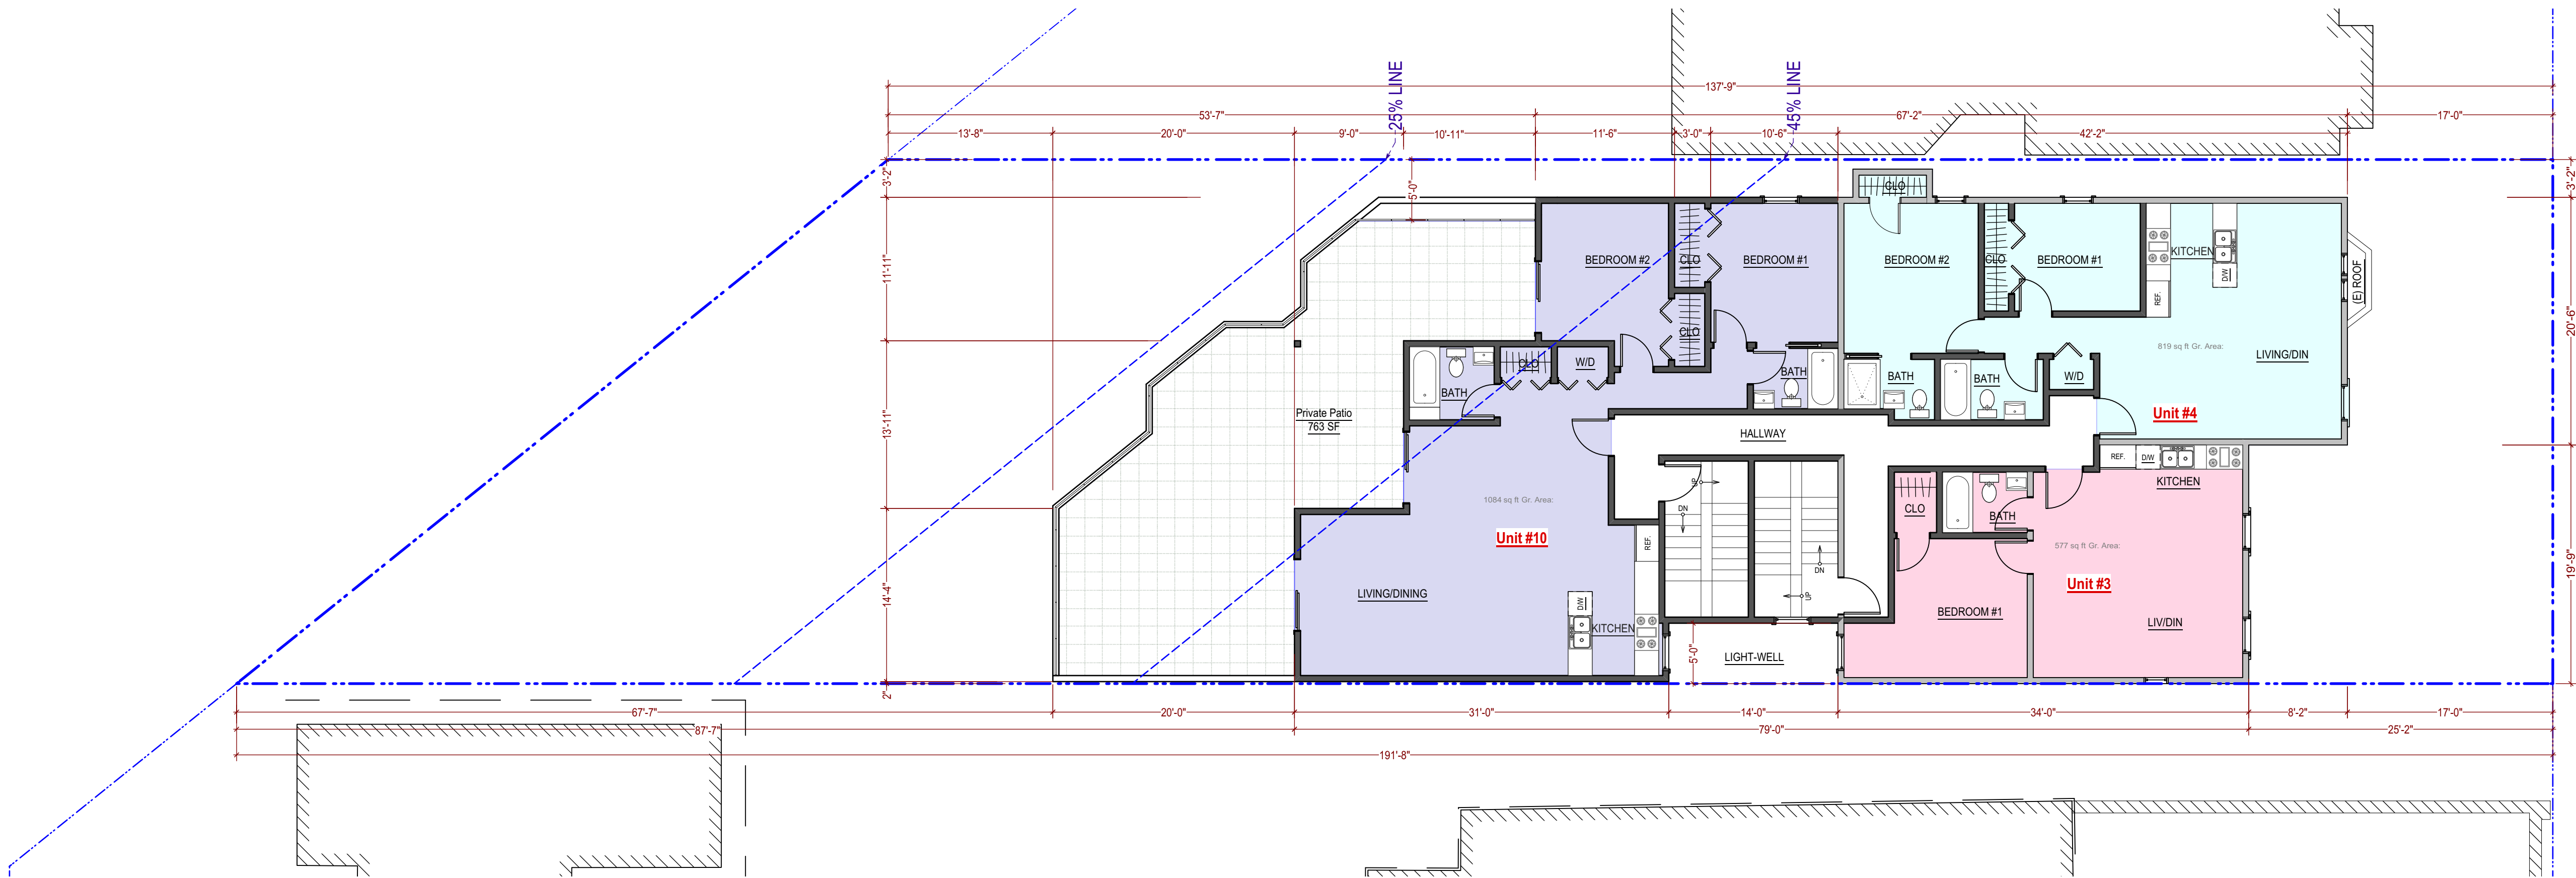 25% LINE
45% LINE
137'-9"
53'-7"
67'-2"
17'-0"
13'-8"
20'-0"
9'-0"
10'-11"
11'-6"
3'-0"
10'-6"
42'-2"
3'-2"
5'-0"
3'-2"
CLO
11'-11"
BEDROOM #2
CLO
BEDROOM #1
BEDROOM #2
CLO
BEDROOM #1
KITCHEN
D/W
REF.
(E) ROOF
20'-6"
CLO
819 sq ft Gr. Area:
LIVING/DIN
CLO
W/D
BATH
BATH
BATH
BATH
W/D
13'-11"
Private Patio
763 SF
Unit #4
HALLWAY
REF.
D/W
KITCHEN
UP
1084 sq ft Gr. Area:
DN
CLO
BATH
Unit #10
REF.
577 sq ft Gr. Area:
DN
Unit #3
19'-9"
14'-4"
LIVING/DINING
D/W
UP
BEDROOM #1
KITCHEN
LIV/DIN
5'-0"
LIGHT-WELL
2"
67'-7"
20'-0"
31'-0"
14'-0"
34'-0"
8'-2"
17'-0"
87'-7"
79'-0"
25'-2"
191'-8"